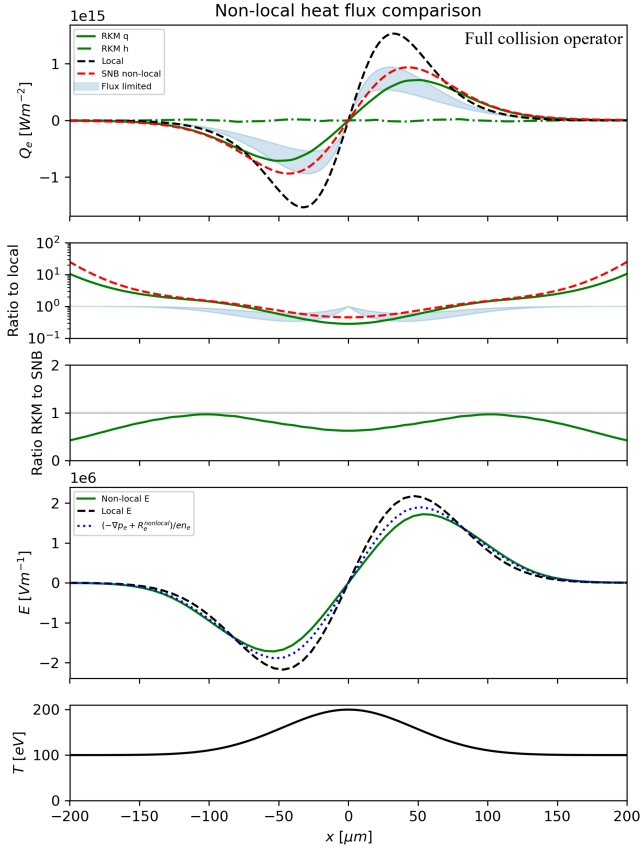 Non-local heat flux comparison
1e15
RKM q
RKM h
Local
SNB non-local
Flux limited
Full collision operator
1
0
−1
Q_e [Wm^{−2}]
10^2
10^1
10^0
10^{−1}
Ratio to local
2
1
0
Ratio RKM to SNB
1e6
Non-local E
Local E
(−∇p_e + R_e^{nonlocal})/en_e
2
1
0
−1
−2
E [Vm^{−1}]
200
100
0
T [eV]
−200 −150 −100 −50 0 50 100 150 200
x [μm]